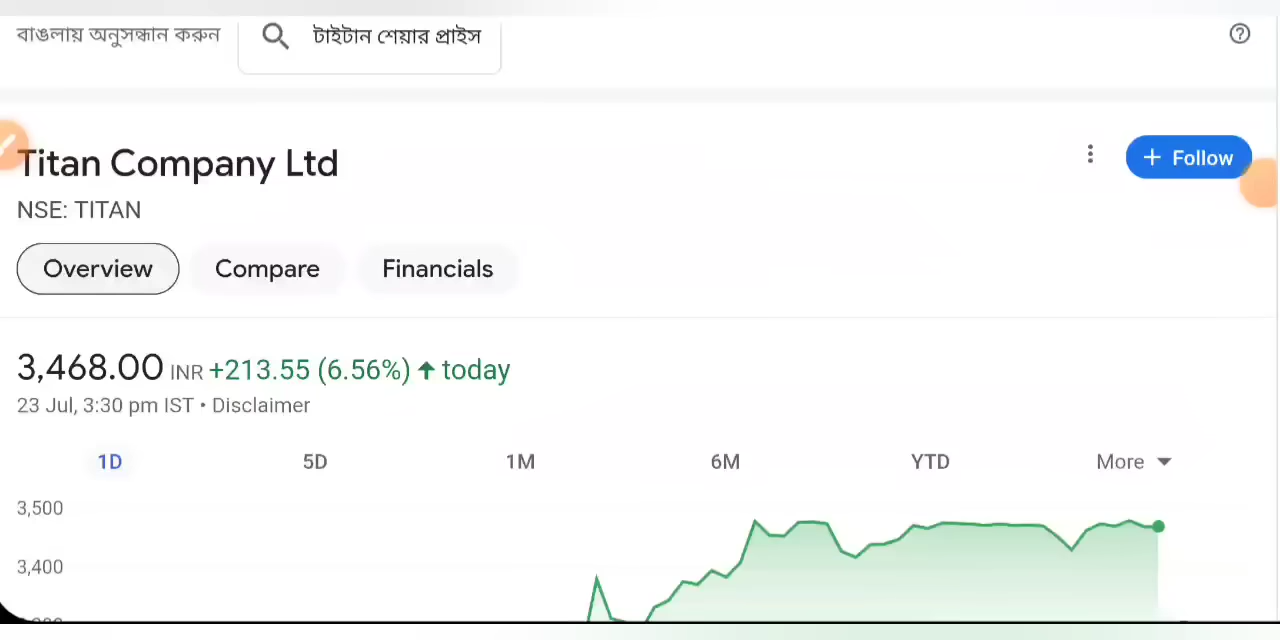 বাঙলায় অনুসন্ধান করুন
টাইটান শেয়ার প্রাইস
Titan Company Ltd
+ Follow
NSE: TITAN
Overview
Compare
Financials
3,468.00 INR +213.55 (6.56%) ↑ today
23 Jul, 3:30 pm IST • Disclaimer
1D 5D 1M 6M YTD More
3,500
3,400